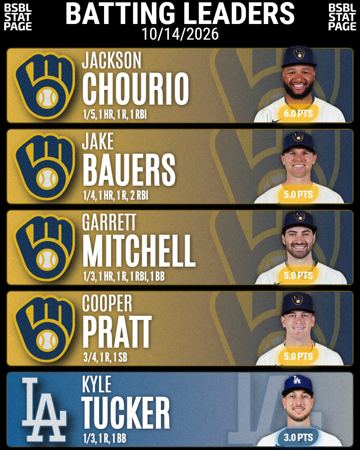 BSBL
STAT
PAGE
BATTING LEADERS
10/14/2026
BSBL
STAT
PAGE
JACKSON
CHOURIO
1/5, 1 HR, 1 R, 1 RBI
6.0 PTS
JAKE
BAUERS
1/4, 1 HR, 1 R, 2 RBI
5.0 PTS
GARRETT
MITCHELL
1/3, 1 HR, 1 R, 1 RBI, 1 BB
5.0 PTS
COOPER
PRATT
3/4, 1 R, 1 SB
5.0 PTS
LA
KYLE
TUCKER
1/3, 1 R, 1 BB
3.0 PTS